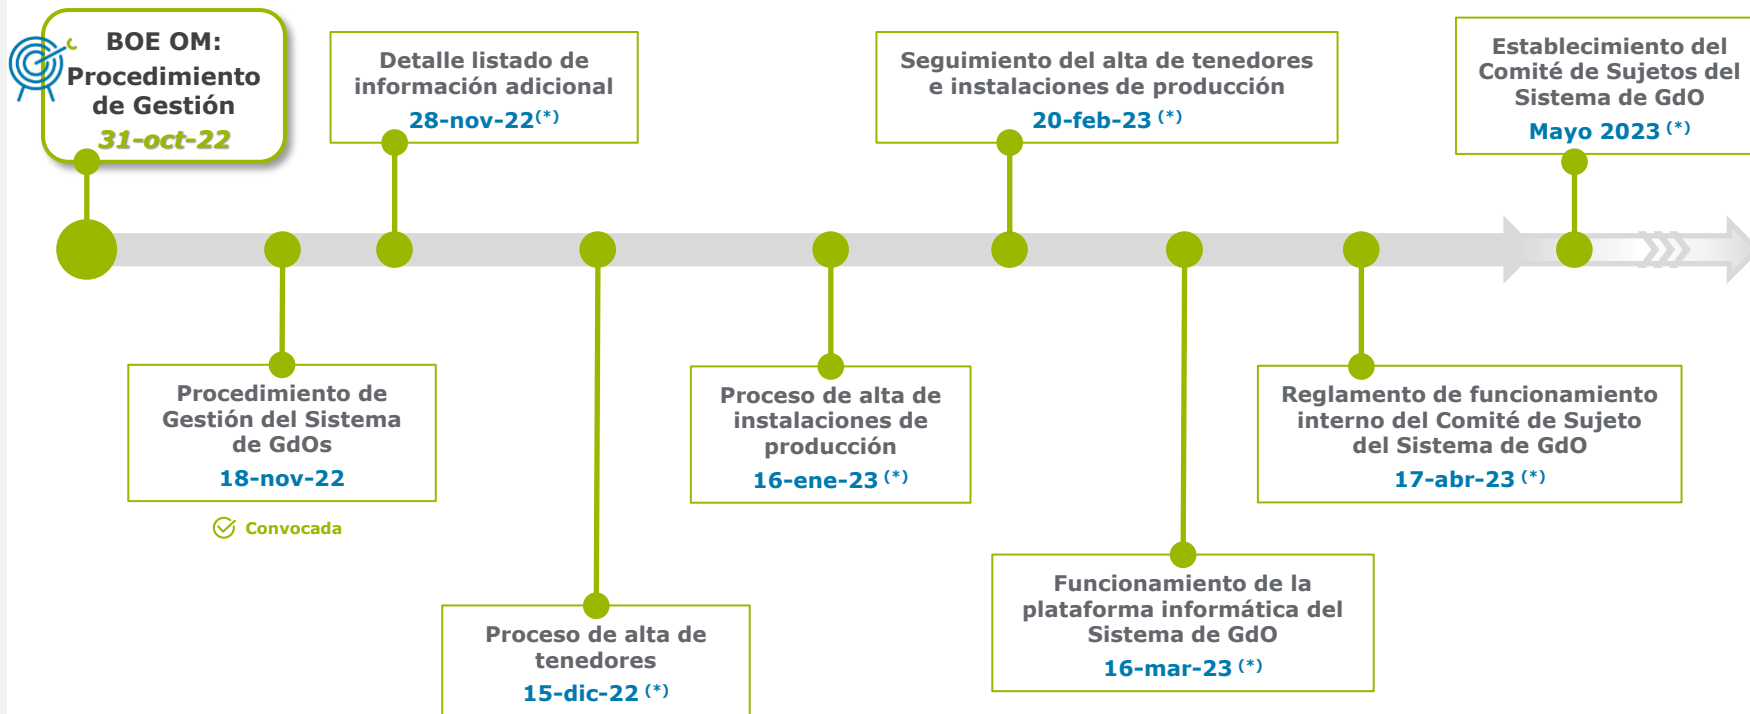 BOE OM:
Procedimiento
de Gestión
31-oct-22
Detalle listado de
información adicional
28-nov-22(*)
Seguimiento del alta de tenedores
e instalaciones de producción
20-feb-23 (*)
Establecimiento del
Comité de Sujetos del
Sistema de GdO
Mayo 2023 (*)
Procedimiento de
Gestión del Sistema
de GdOs
18-nov-22
Convocada
Proceso de alta de
tenedores
15-dic-22 (*)
Proceso de alta de
instalaciones de
producción
16-ene-23 (*)
Funcionamiento de la
plataforma informática del
Sistema de GdO
16-mar-23 (*)
Reglamento de funcionamiento
interno del Comité de Sujeto
del Sistema de GdO
17-abr-23 (*)